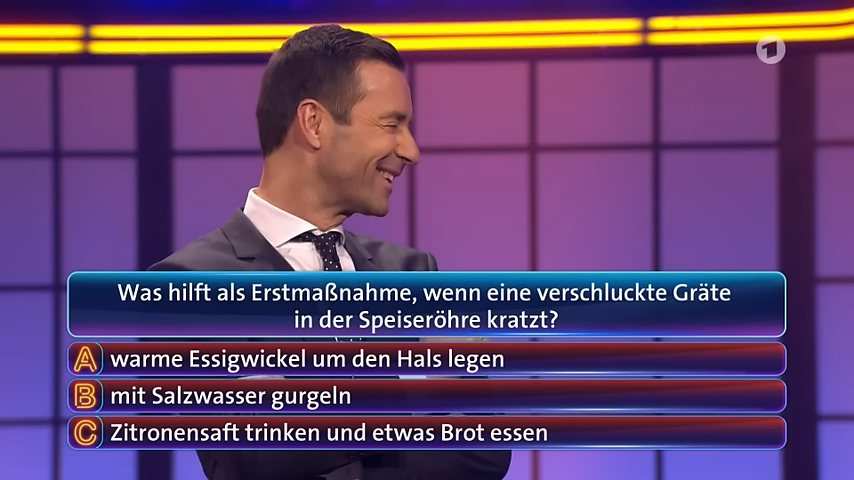 Was hilft als Erstmaßnahme, wenn eine verschluckte Gräte
in der Speiseröhre kratzt?
A warme Essigwickel um den Hals legen
B mit Salzwasser gurgeln
C Zitronensaft trinken und etwas Brot essen